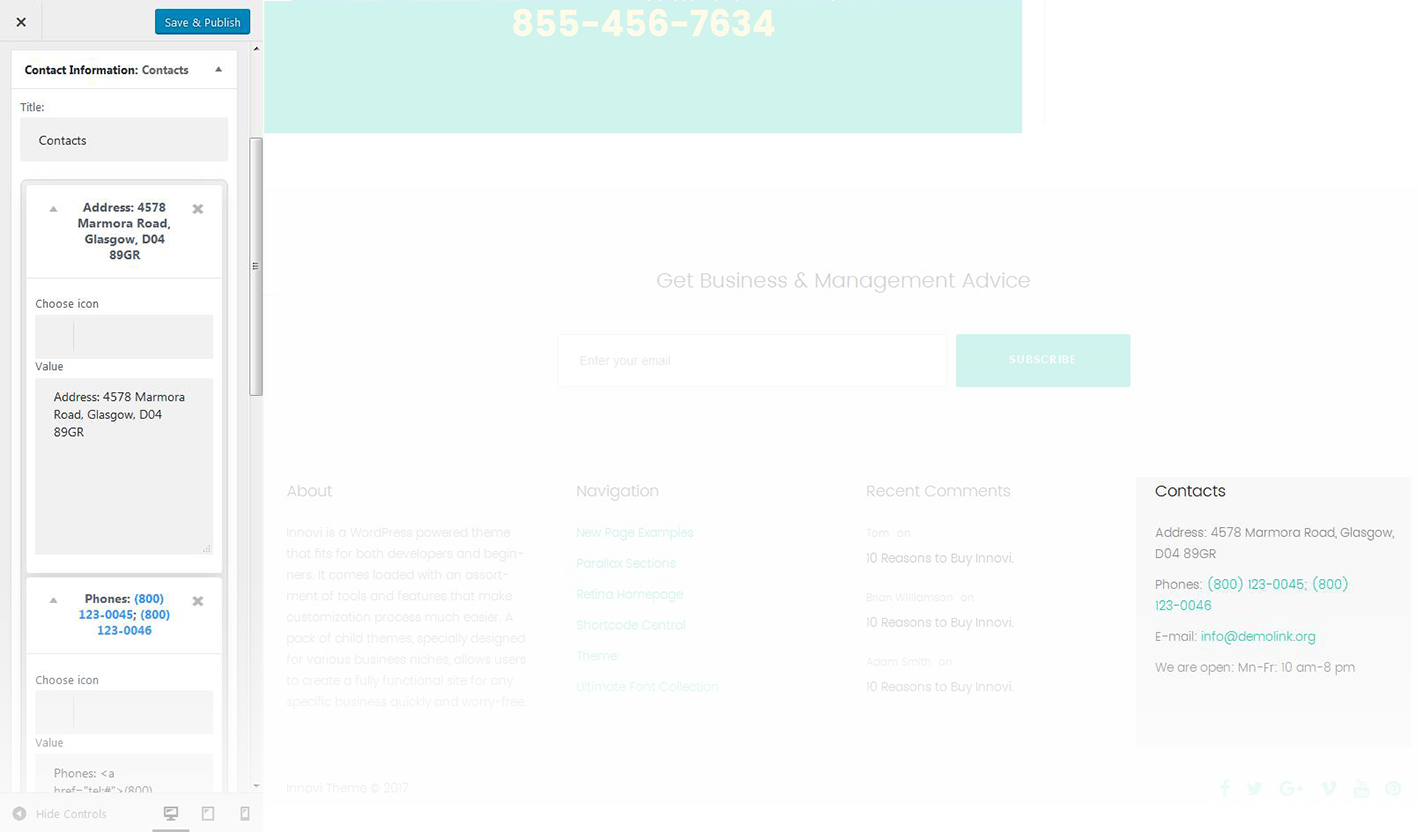 Save & Publish
Contact Information: Contacts
Title:
Contacts
Address: 4578
Marmora Road,
Glasgow, D04
89GR
Choose icon
Value
Address: 4578 Marmora
Road, Glasgow, D04
89GR
Phones: (800)
123-0045; (800)
123-0046
Choose icon
Value
Phones: <a
href="tel:#">(800)
Hide Controls
855-456-7634
Get Business & Management Advice
Enter your email
SUBSCRIBE
About
Innovi is a WordPress powered theme
that fits for both developers and begin-
ners. It comes loaded with an assort-
ment of tools and features that make
customization process much easier. A
pack of child themes, specially designed
for various business niches, allows users
to create a fully functional site for any
specific business quickly and worry-free.
Navigation
New Page Examples
Parallax Sections
Retina Homepage
Shortcode Central
Theme
Ultimate Font Collection
Recent Comments
Tom on
10 Reasons to Buy Innovi.
Brian Williamson on
10 Reasons to Buy Innovi.
Adam Smith on
10 Reasons to Buy Innovi.
Contacts
Address: 4578 Marmora Road, Glasgow,
D04 89GR
Phones: (800) 123-0045; (800)
123-0046
E-mail: info@demolink.org
We are open: Mn-Fr: 10 am-8 pm
Innovi Theme © 2017